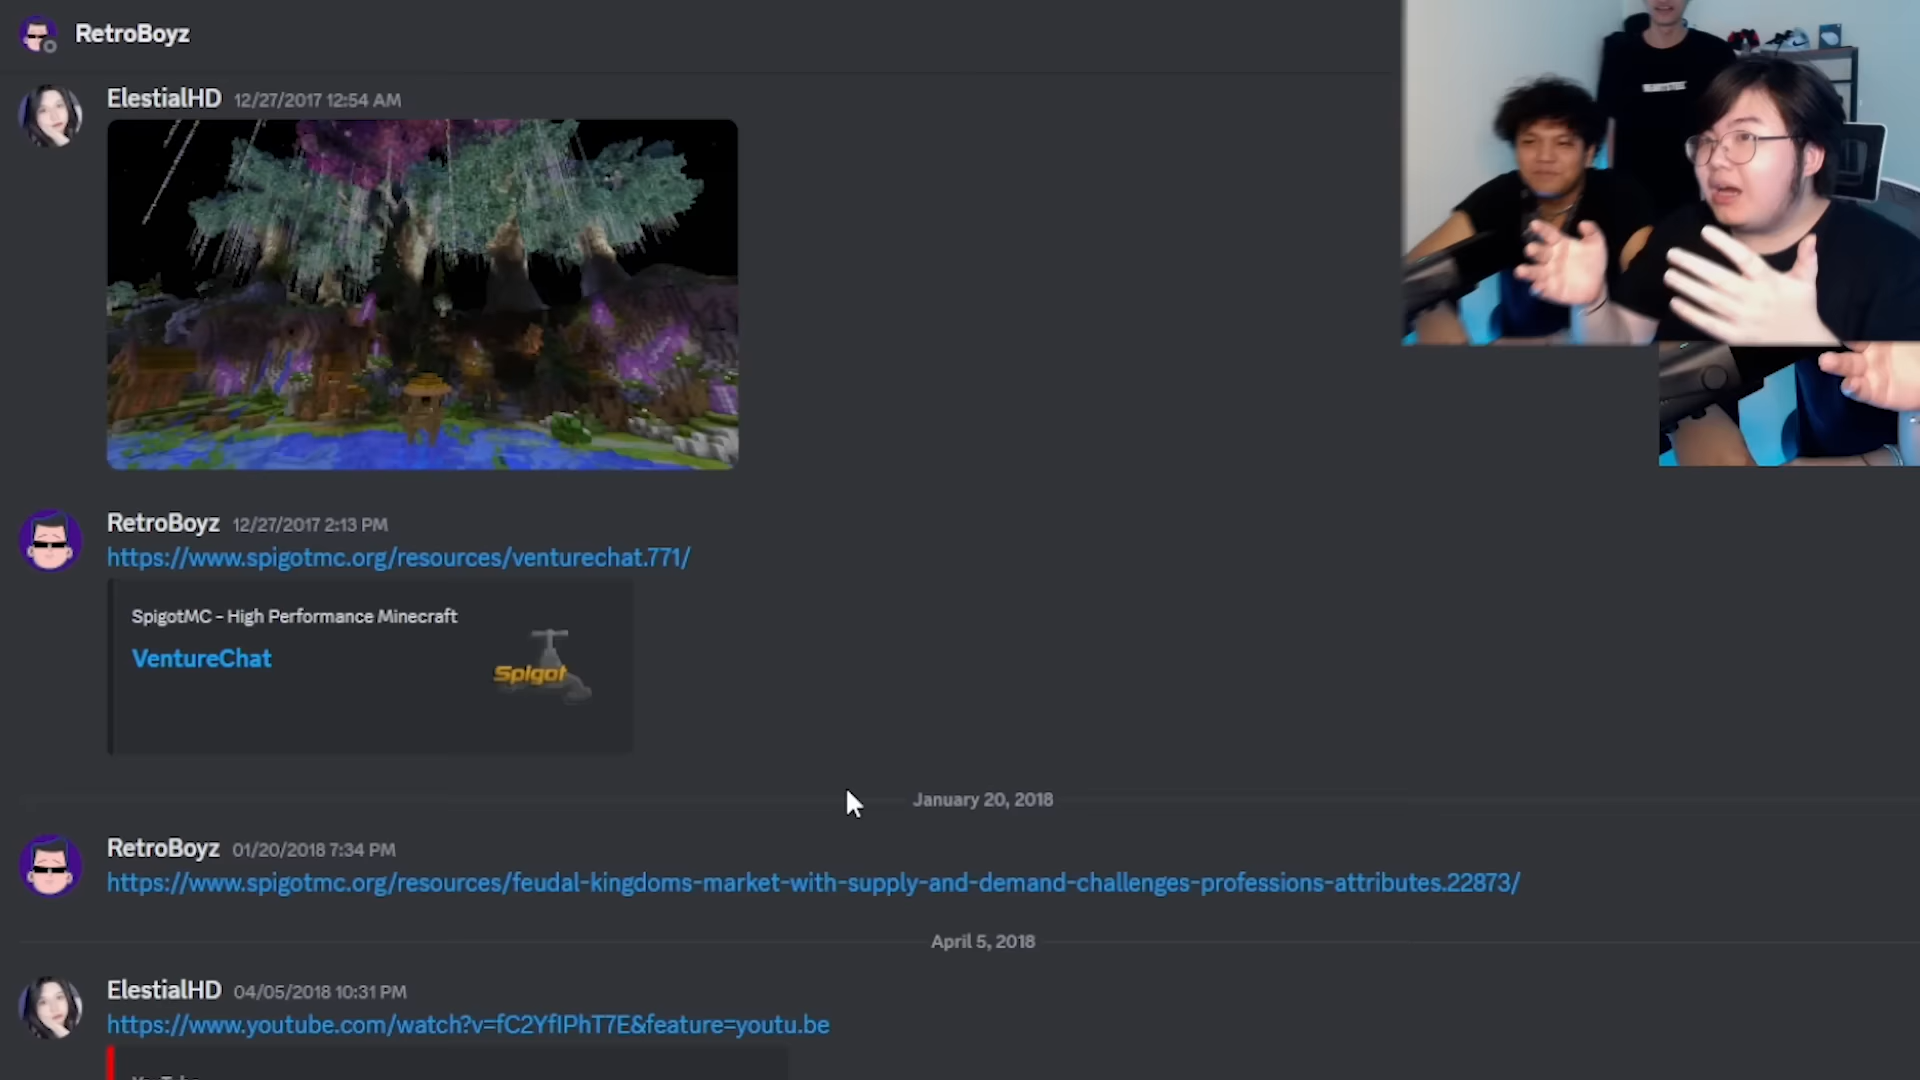 RetroBoyz
ElestialHD 12/27/2017 12:54 AM
RetroBoyz 12/27/2017 2:13 PM
https://www.spigotmc.org/resources/venturechat.771/
SpigotMC - High Performance Minecraft
VentureChat
Spigot
January 20, 2018
RetroBoyz 01/20/2018 7:34 PM
https://www.spigotmc.org/resources/feudal-kingdoms-market-with-supply-and-demand-challenges-professions-attributes.22873/
April 5, 2018
ElestialHD 04/05/2018 10:31 PM
https://www.youtube.com/watch?v=fC2YfIPhT7E&feature=youtu.be